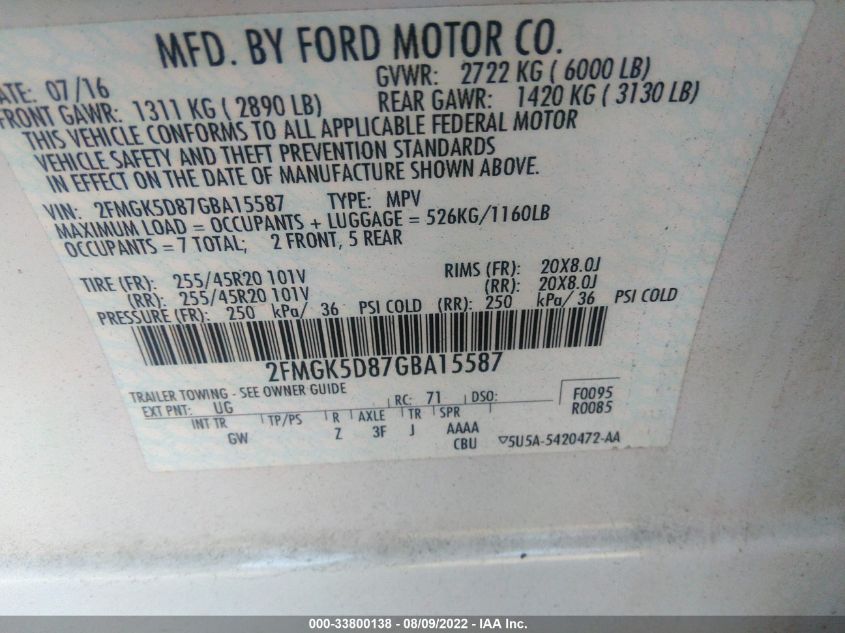 MFD. BY FORD MOTOR CO.
ATE: 07/16 GVWR: 2722 KG ( 6000 LB)
FRONT GAWR: 1311 KG ( 2890 LB) REAR GAWR: 1420 KG ( 3130 LB)
THIS VEHICLE CONFORMS TO ALL APPLICABLE FEDERAL MOTOR
VEHICLE SAFETY AND THEFT PREVENTION STANDARDS
IN EFFECT ON THE DATE OF MANUFACTURE SHOWN ABOVE.
VIN: 2FMGK5D87GBA15587 TYPE: MPV
MAXIMUM LOAD = OCCUPANTS + LUGGAGE = 526KG/1160LB
OCCUPANTS = 7 TOTAL; 2 FRONT, 5 REAR
TIRE (FR): 255/45R20 101V RIMS (FR): 20X8.0J
(RR): 255/45R20 101V (RR): 20X8.0J
PRESSURE (FR): 250 kPa/ 36 PSI COLD (RR): 250 kPa/ 36 PSI COLD
2FMGK5D87GBA15587
TRAILER TOWING - SEE OWNER GUIDE
EXT PNT: UG RC: 71 DSO: F0095
R0085
INT TR TP/PS R AXLE TR SPR
GW Z 3F J AAAA
CBU ▽5U5A-5420472-AA
000-33800138 - 08/09/2022 - IAA Inc.